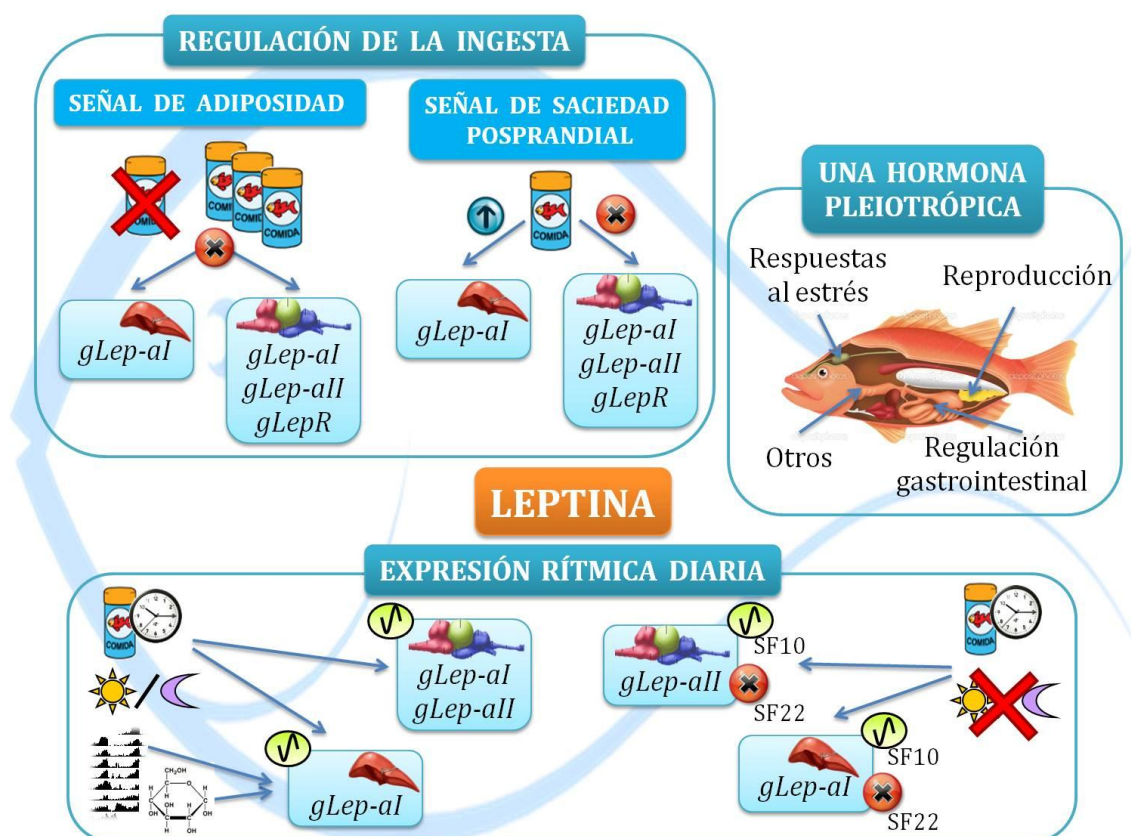 REGULACIÓN DE LA INGESTA
SEÑAL DE ADIPOSIDAD
COMIDA
COMIDA
gLep-aI
gLep-aI
gLep-aII
gLepR
SEÑAL DE SACIEDAD
POSPRANDIAL
COMIDA
gLep-aI
gLep-aI
gLep-aII
gLepR
UNA HORMONA
PLEIOTRÓPICA
Respuestas
al estrés
Reproducción
Otros
Regulación
gastrointestinal
LEPTINA
EXPRESIÓN RÍTMICA DIARIA
COMIDA
gLep-aI
gLep-aII
gLep-aI
CH₂OH
gLep-aII
SF10
SF22
gLep-aI
SF10
SF22
COMIDA